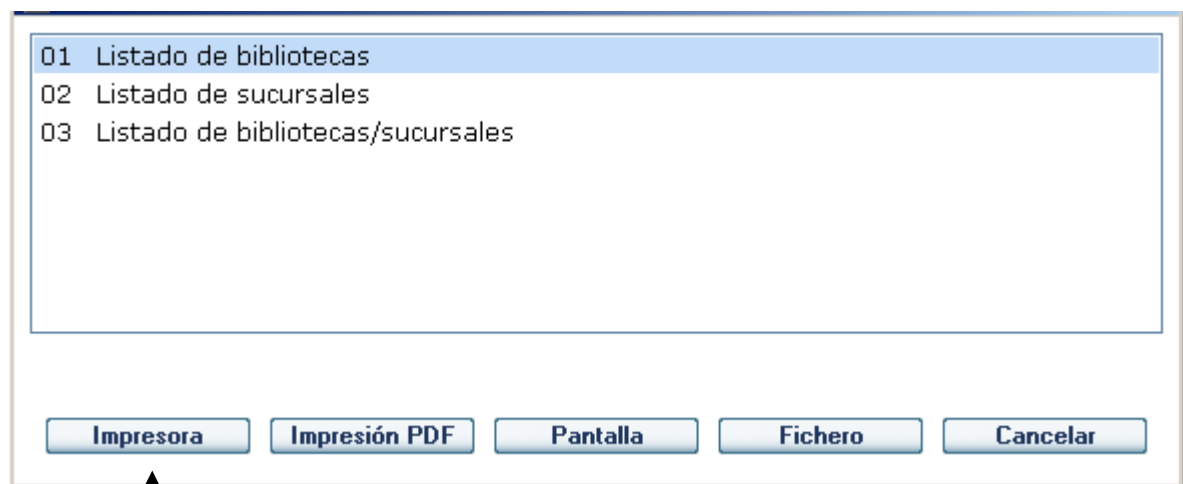 01 Listado de bibliotecas
02 Listado de sucursales
03 Listado de bibliotecas/sucursales
Impresora Impresión PDF Pantalla Fichero Cancelar